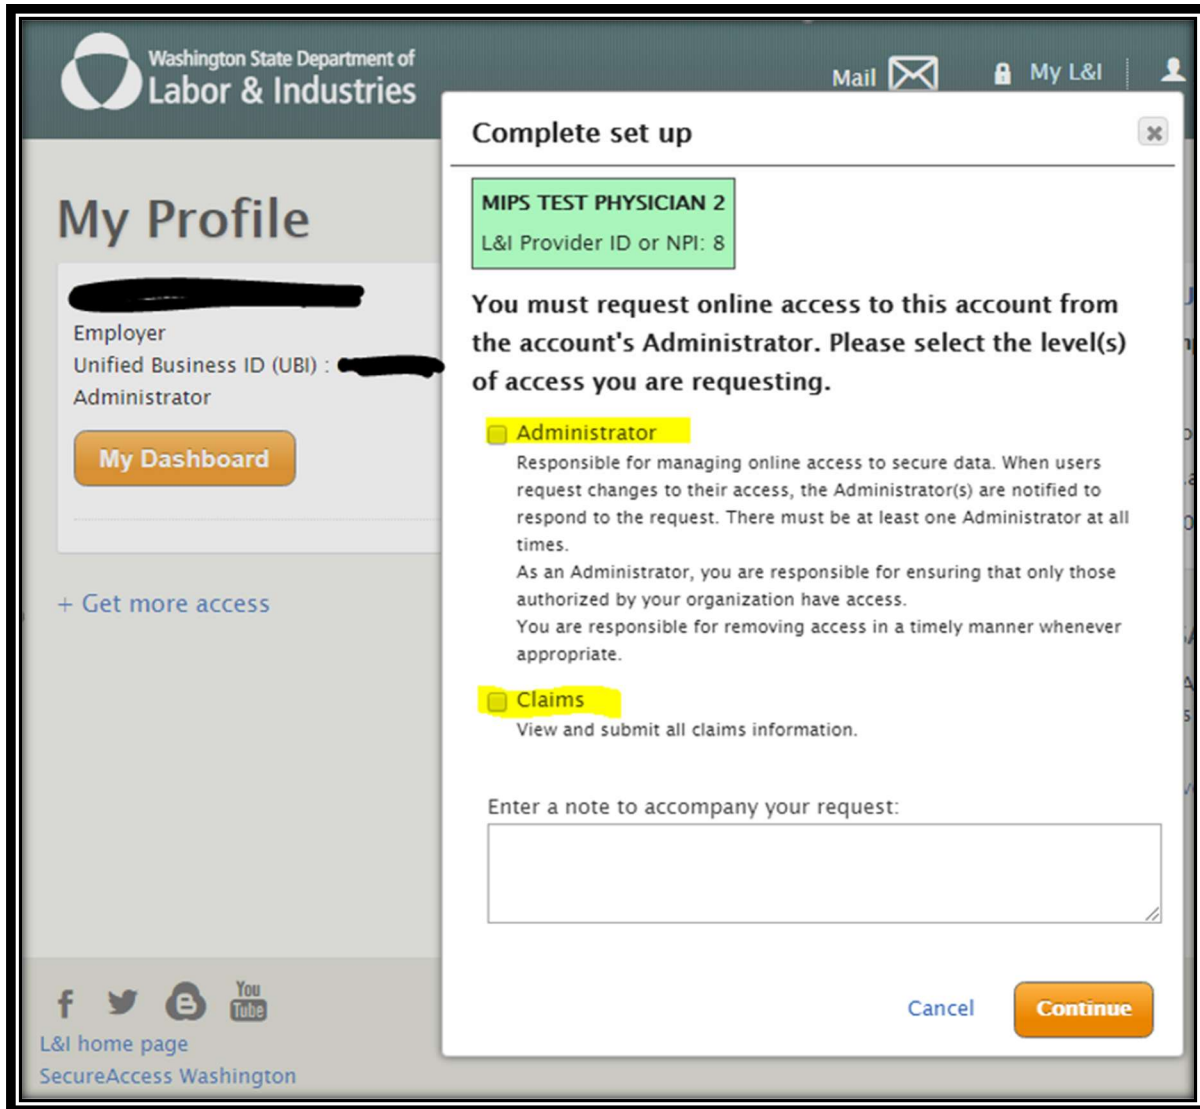 Washington State Department of
Labor & Industries
Mail
My L&I
My Profile
Employer
Unified Business ID (UBI) :
Administrator
My Dashboard
+ Get more access
Complete set up
MIPS TEST PHYSICIAN 2
L&I Provider ID or NPI: 8
You must request online access to this account from
the account's Administrator. Please select the level(s)
of access you are requesting.
Administrator
Responsible for managing online access to secure data. When users
request changes to their access, the Administrator(s) are notified to
respond to the request. There must be at least one Administrator at all
times.
As an Administrator, you are responsible for ensuring that only those
authorized by your organization have access.
You are responsible for removing access in a timely manner whenever
appropriate.
Claims
View and submit all claims information.
Enter a note to accompany your request:
Cancel
Continue
You
Tube
L&I home page
SecureAccess Washington